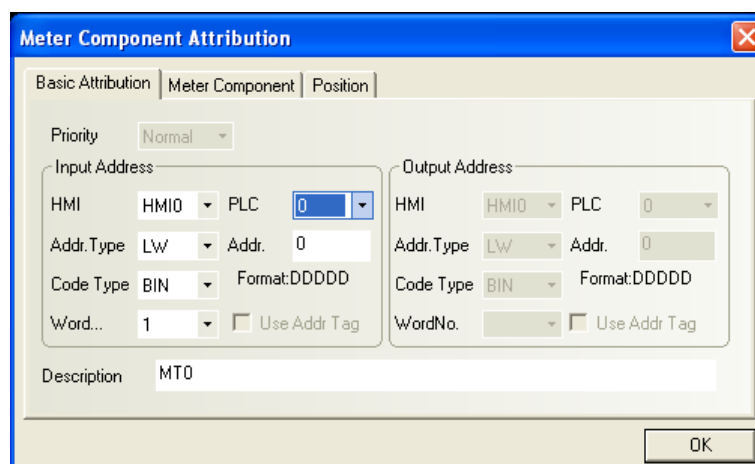 Meter Component Attribution
Basic Attribution Meter Component Position
Priority Normal
Input Address Output Address
HMI HMI0 PLC 0 HMI HMI0 PLC 0
Addr.Type LW Addr. 0 Addr.Type LW Addr. 0
Code Type BIN Format:DDDDD Code Type BIN Format:DDDDD
Word... 1 Use Addr Tag WordNo. Use Addr Tag
Description MT0
OK